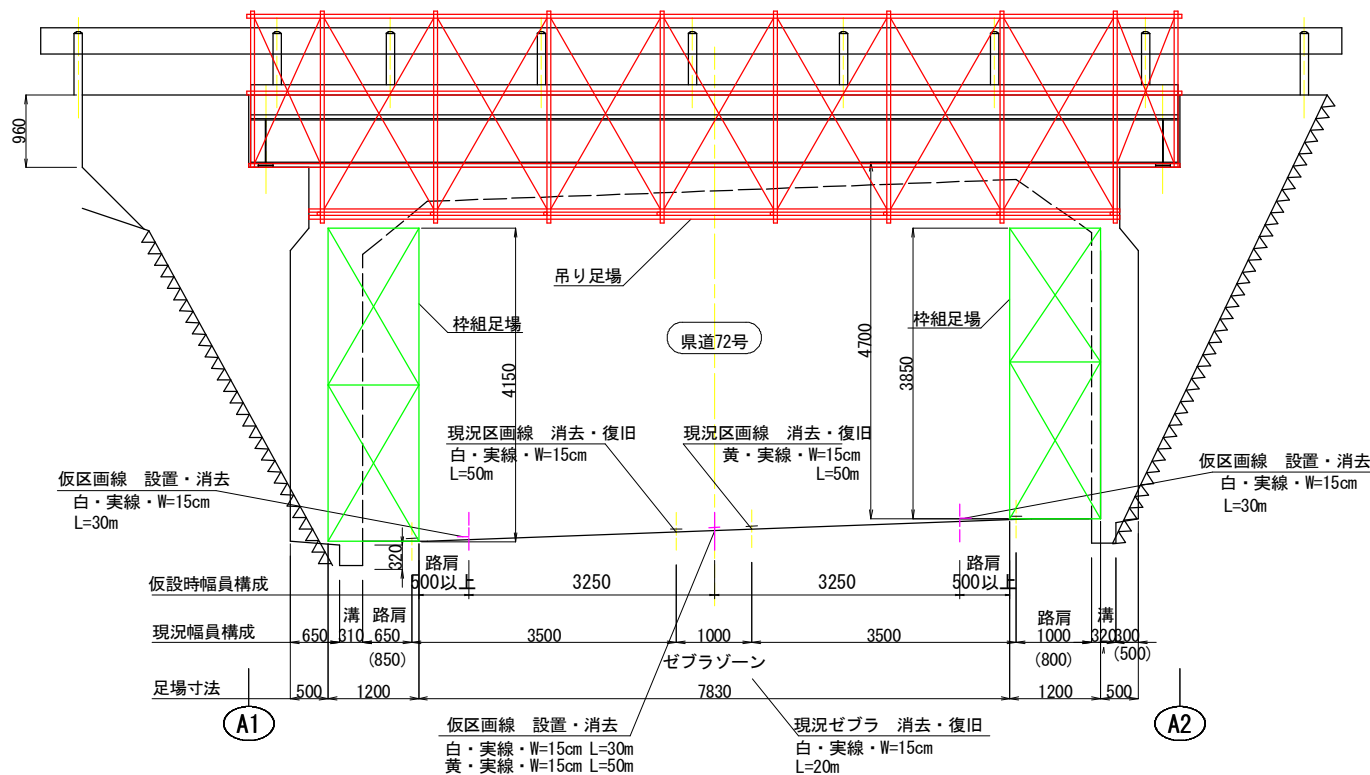 960
吊り足場
枠組足場
枠組足場
県道72号
4150
4700
3850
現況区画線　消去・復旧
白・実線・W=15cm
L=50m
現況区画線　消去・復旧
黄・実線・W=15cm
L=50m
仮区画線　設置・消去
白・実線・W=15cm
L=30m
仮区画線　設置・消去
白・実線・W=15cm
L=30m
320
仮設時幅員構成
路肩
500以上
3250
3250
路肩
500以上
現況幅員構成
650
溝
310
路肩
650
(850)
3500
1000
3500
路肩
1000
(800)
溝
320
300
(500)
ゼブラゾーン
足場寸法
500
1200
7830
1200
500
A1
A2
仮区画線　設置・消去
白・実線・W=15cm L=30m
黄・実線・W=15cm L=50m
現況ゼブラ　消去・復旧
白・実線・W=15cm
L=20m